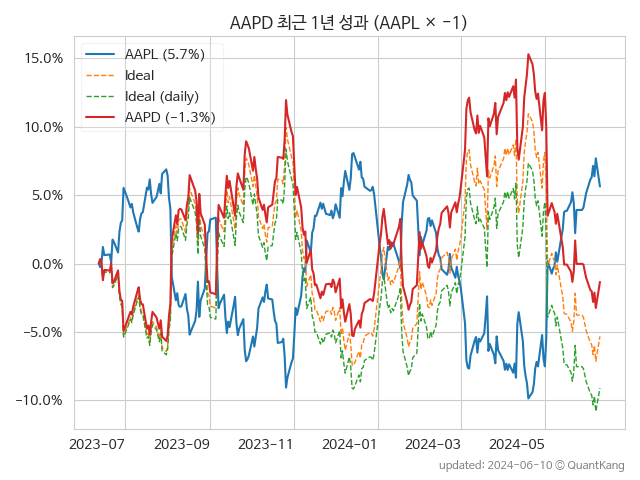 AAPD 최근 1년 성과 (AAPL × −1)
AAPL (5.7%)
Ideal
Ideal (daily)
AAPD (−1.3%)
15.0%
10.0%
5.0%
0.0%
−5.0%
−10.0%
2023-07 2023-09 2023-11 2024-01 2024-03 2024-05
updated: 2024-06-10 © QuantKang